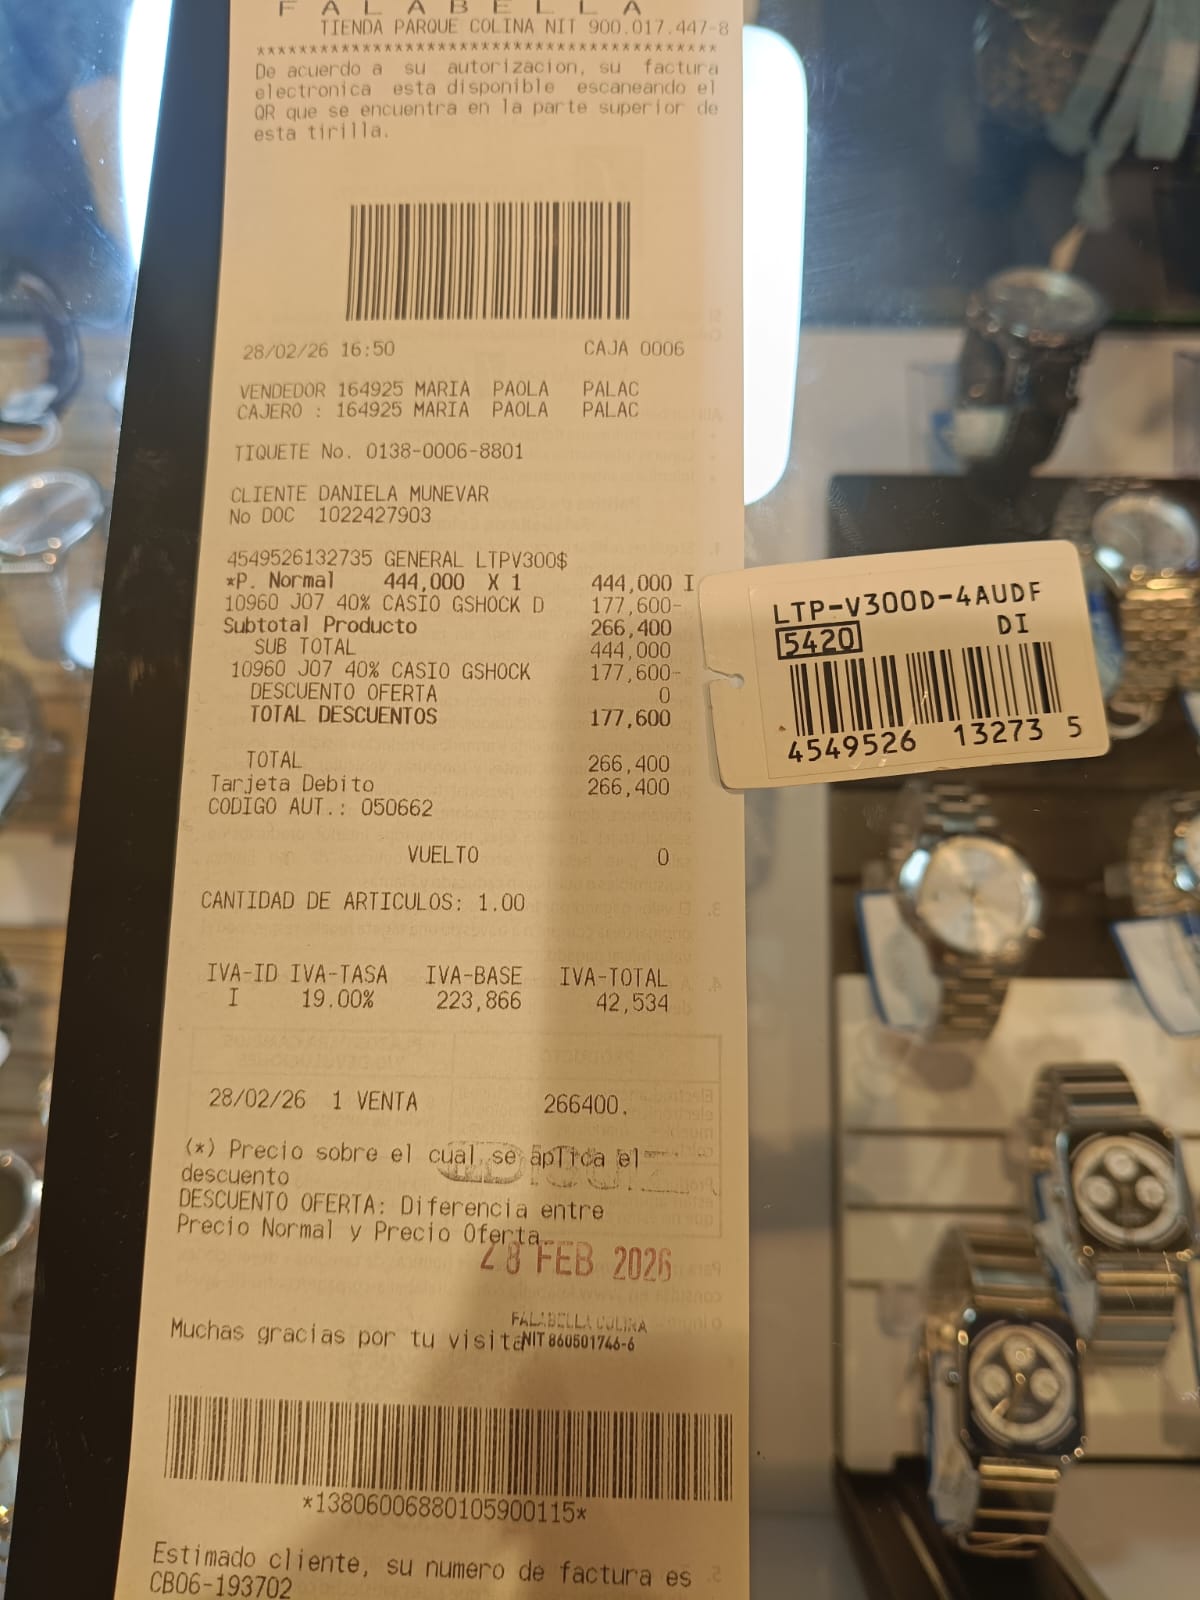 FALABELLA
TIENDA PARQUE COLINA NIT 900.017.447-8
******************************************
De acuerdo a su autorizacion, su factura
electronica esta disponible escaneando el
QR que se encuentra en la parte superior de
esta tirilla.
28/02/26 16:50 CAJA 0006
VENDEDOR 164925 MARIA PAOLA PALAC
CAJERO : 164925 MARIA PAOLA PALAC
TIQUETE No. 0138-0006-8801
CLIENTE DANIELA MUNEVAR
No DOC 1022427903
4549526132735 GENERAL LTPV300$
*P. Normal 444,000 X 1 444,000 I
10960 J07 40% CASIO GSHOCK D 177,600-
Subtotal Producto 266,400
SUB TOTAL 444,000
10960 J07 40% CASIO GSHOCK 177,600-
DESCUENTO OFERTA 0
TOTAL DESCUENTOS 177,600
TOTAL 266,400
Tarjeta Debito 266,400
CODIGO AUT.: 050662
VUELTO 0
CANTIDAD DE ARTICULOS: 1.00
IVA-ID IVA-TASA IVA-BASE IVA-TOTAL
I 19.00% 223,866 42,534
28/02/26 1 VENTA 266400.
(*) Precio sobre el cual se aplica el
descuento
DESCUENTO OFERTA: Diferencia entre
Precio Normal y Precio Oferta
28 FEB 2026
FALABELLA COLINA
NIT 860501746-6
Muchas gracias por tu visita
*13806006880105900115*
Estimado cliente, su numero de factura es
CB06-193702
LTP-V300D-4AUDF
5420 DI
4549526 13273 5